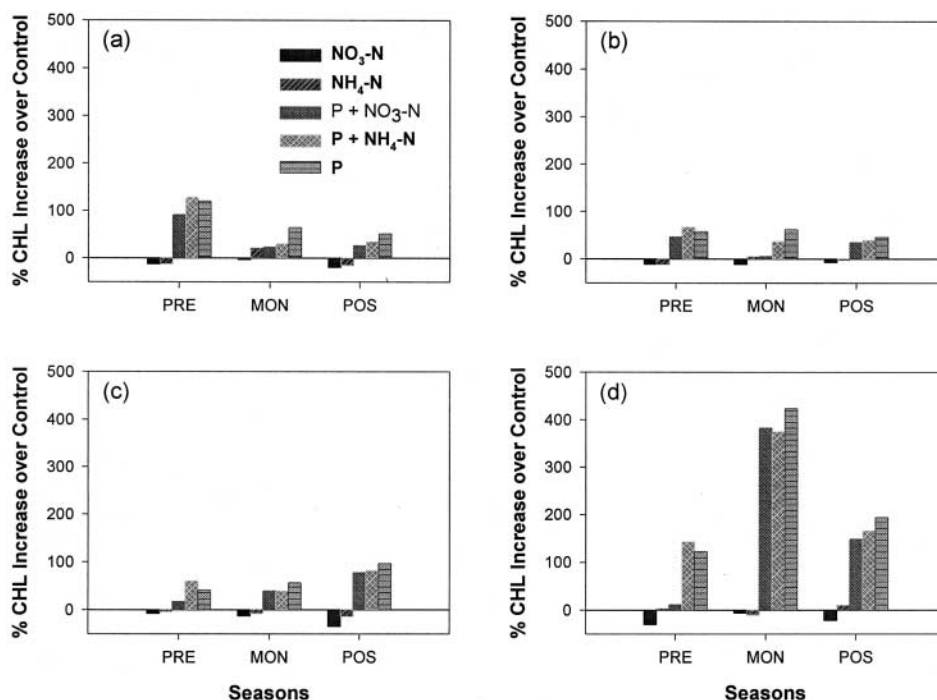 (a)
NO3-N
NH4-N
P + NO3-N
P + NH4-N
P
% CHL Increase over Control
500
400
300
200
100
0
PRE MON POS
(b)
% CHL Increase over Control
500
400
300
200
100
0
PRE MON POS
(c)
% CHL Increase over Control
500
400
300
200
100
0
PRE MON POS
Seasons
(d)
% CHL Increase over Control
500
400
300
200
100
0
PRE MON POS
Seasons